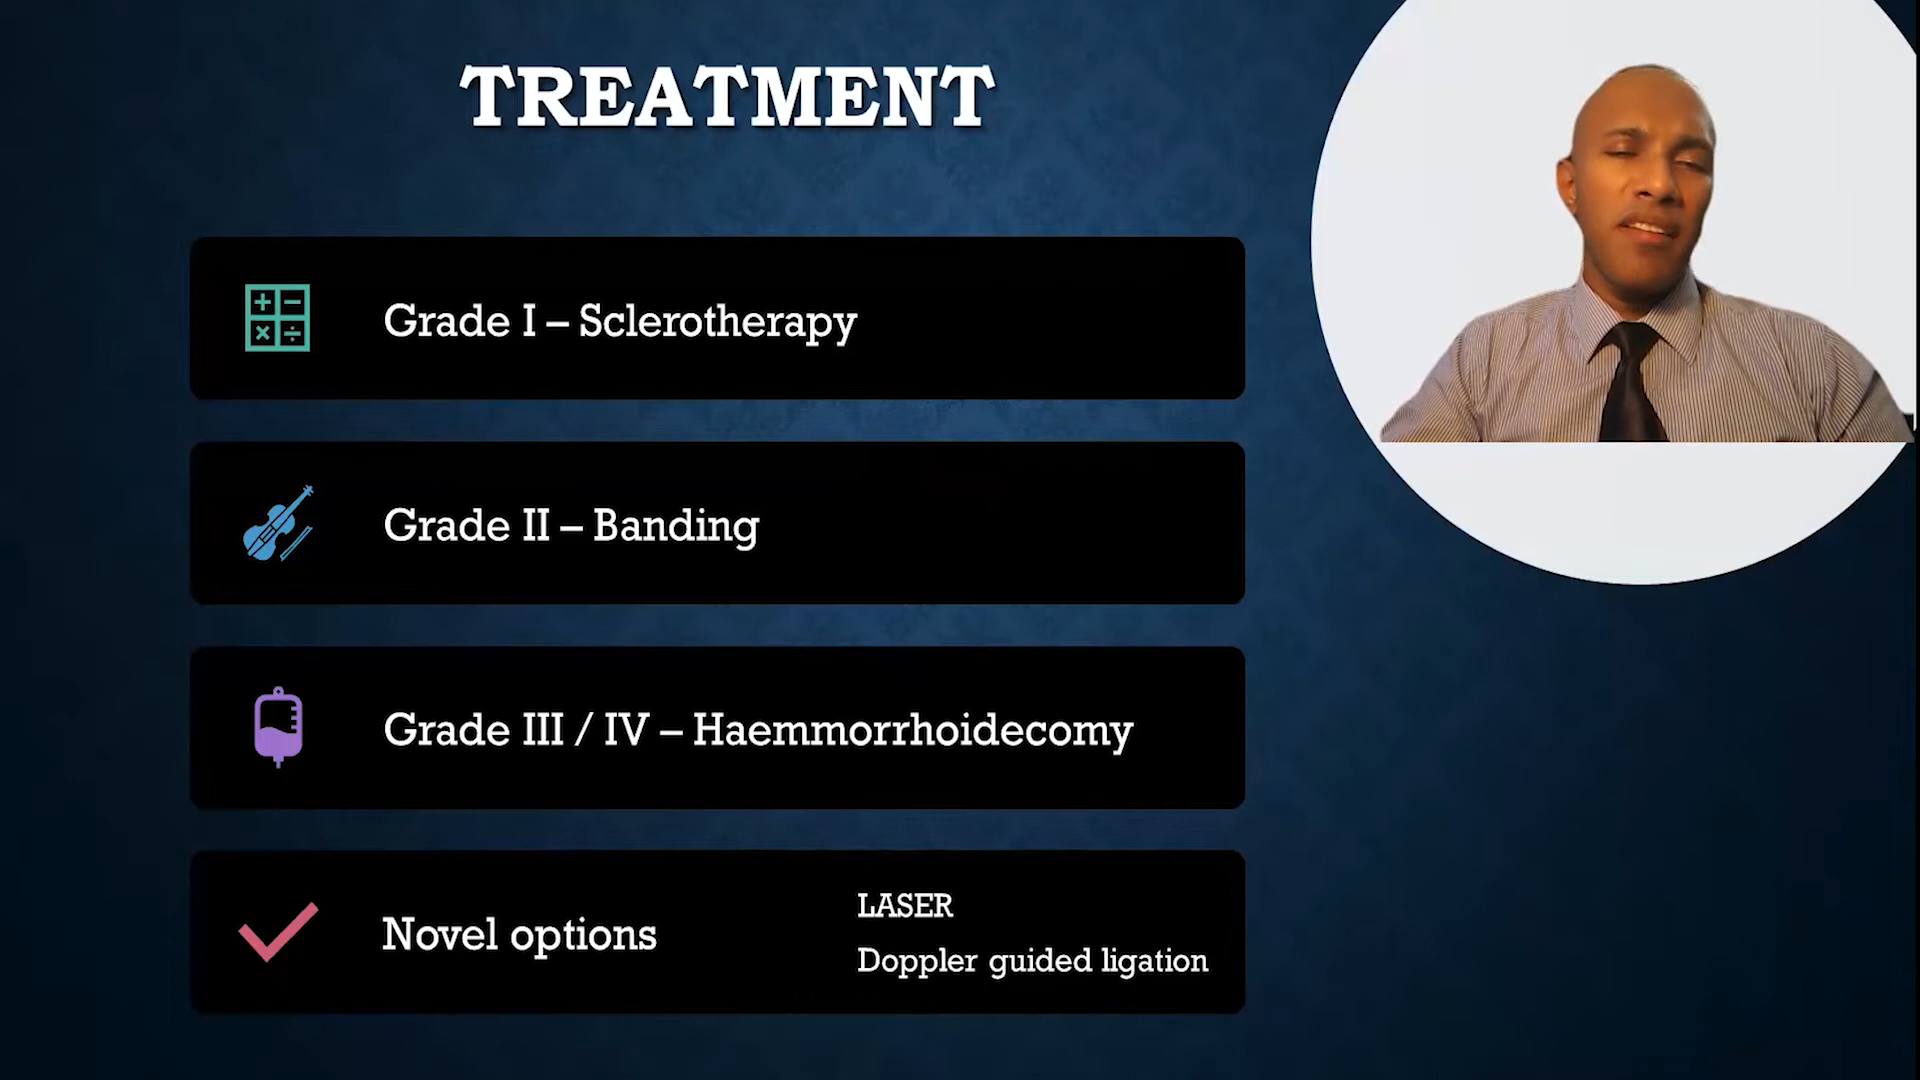 TREATMENT
Grade I – Sclerotherapy
Grade II – Banding
Grade III / IV – Haemmorrhoidecomy
Novel options
LASER
Doppler guided ligation